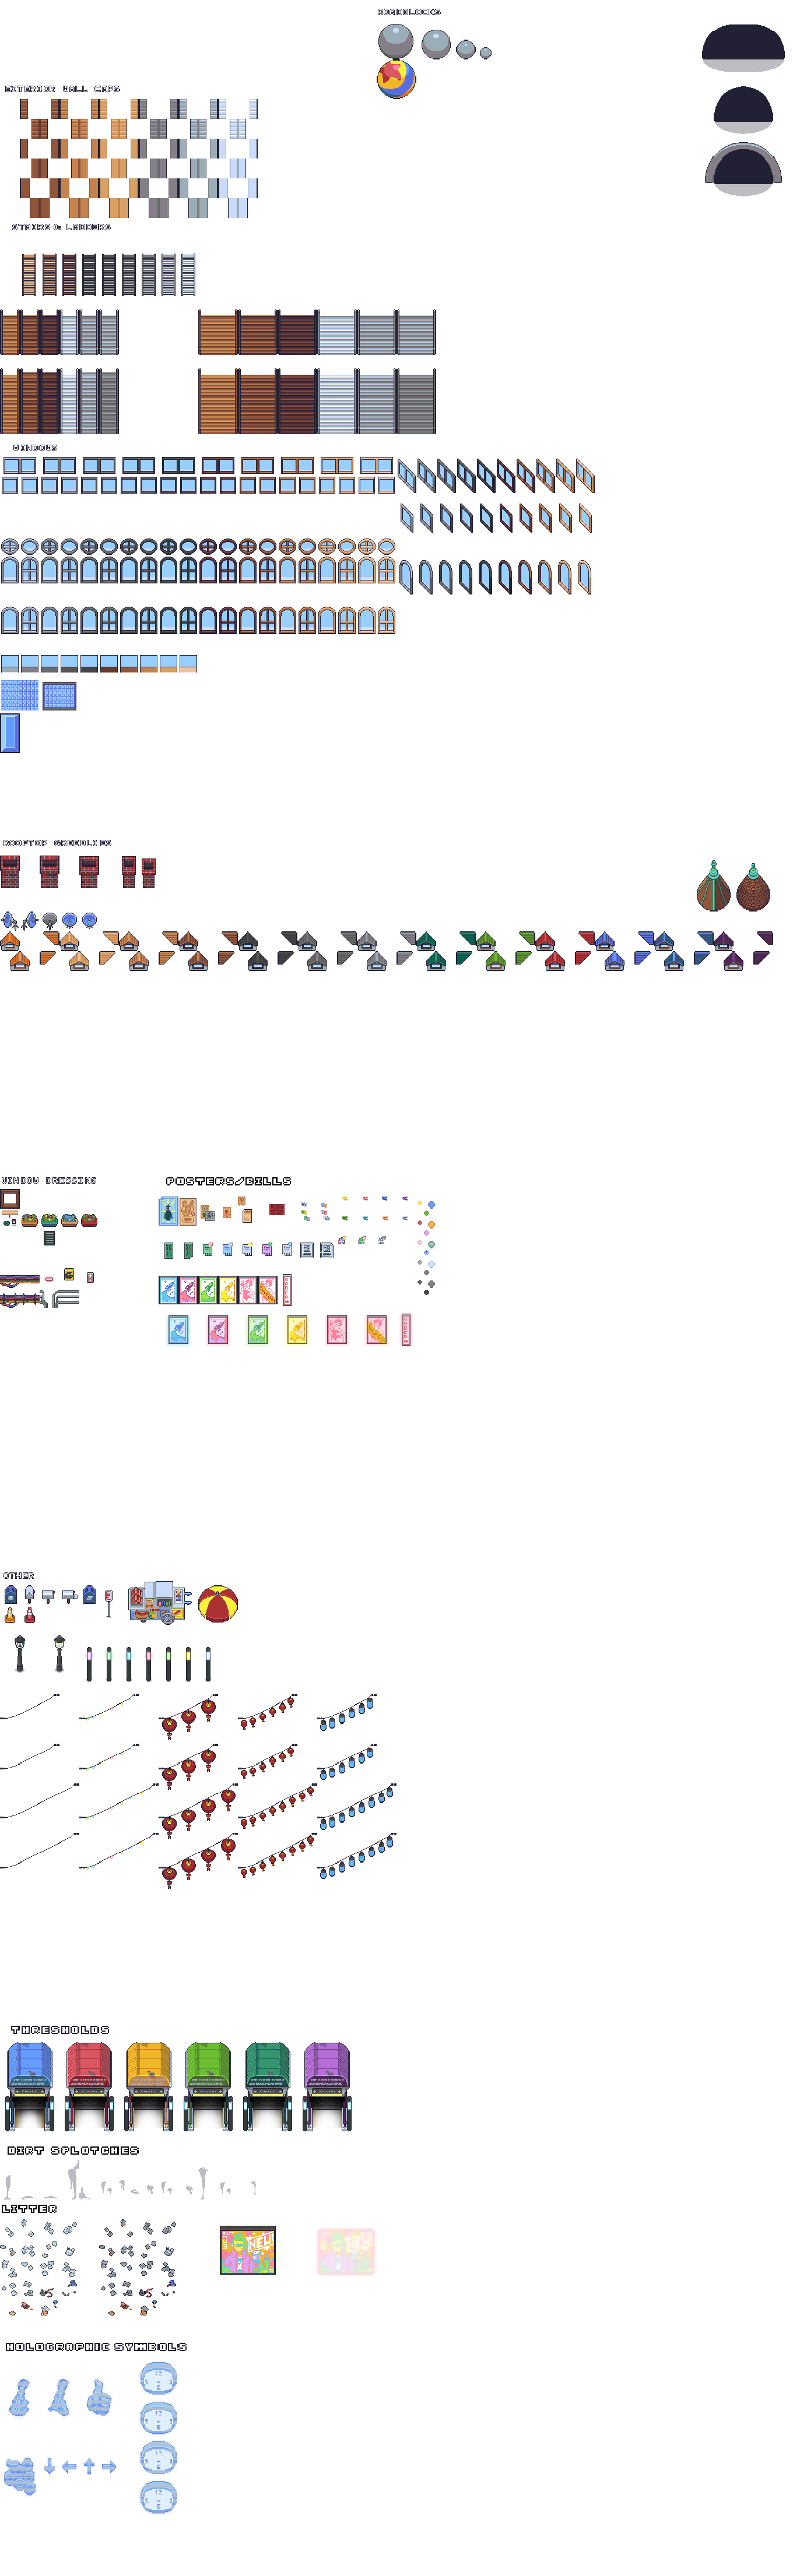 ROADBLOCKS
EXTERIOR WALL CAPS
STAIRS & LADDERS
WINDOWS
ROOFTOP GREEBLIES
WINDOW DRESSING
POSTERS/BILLS
OTHER
THRESHOLDS
DIRT SPLOTCHES
LITTER
HOLOGRAPHIC SYMBOLS